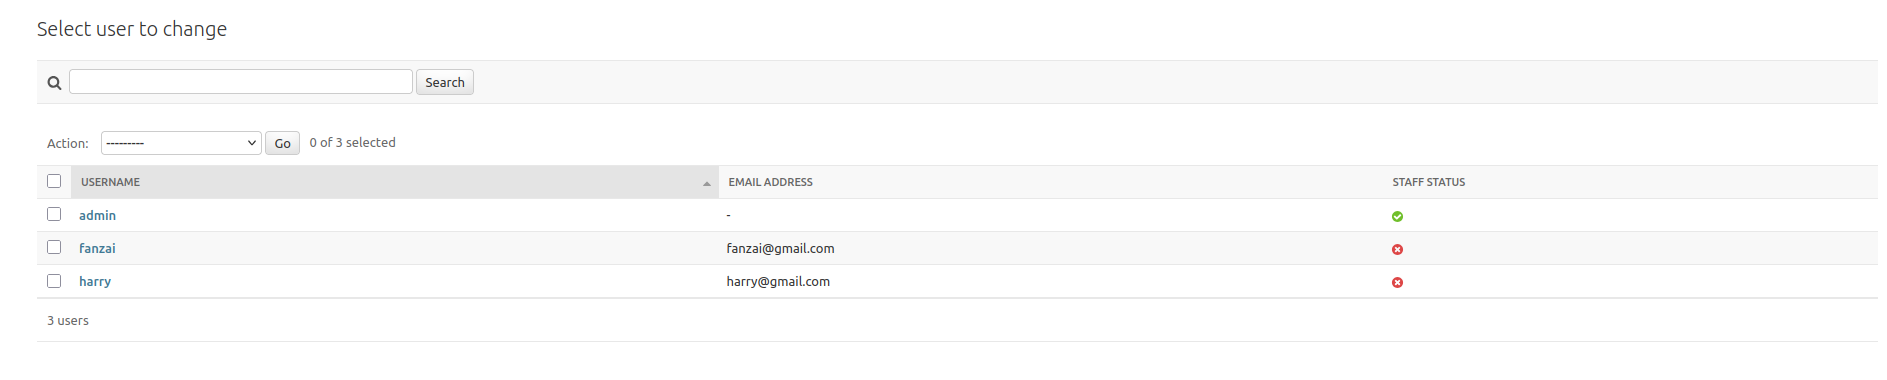 Select user to change
Search
Action: --------- Go 0 of 3 selected
USERNAME EMAIL ADDRESS STAFF STATUS
admin -
fanzai fanzai@gmail.com
harry harry@gmail.com
3 users